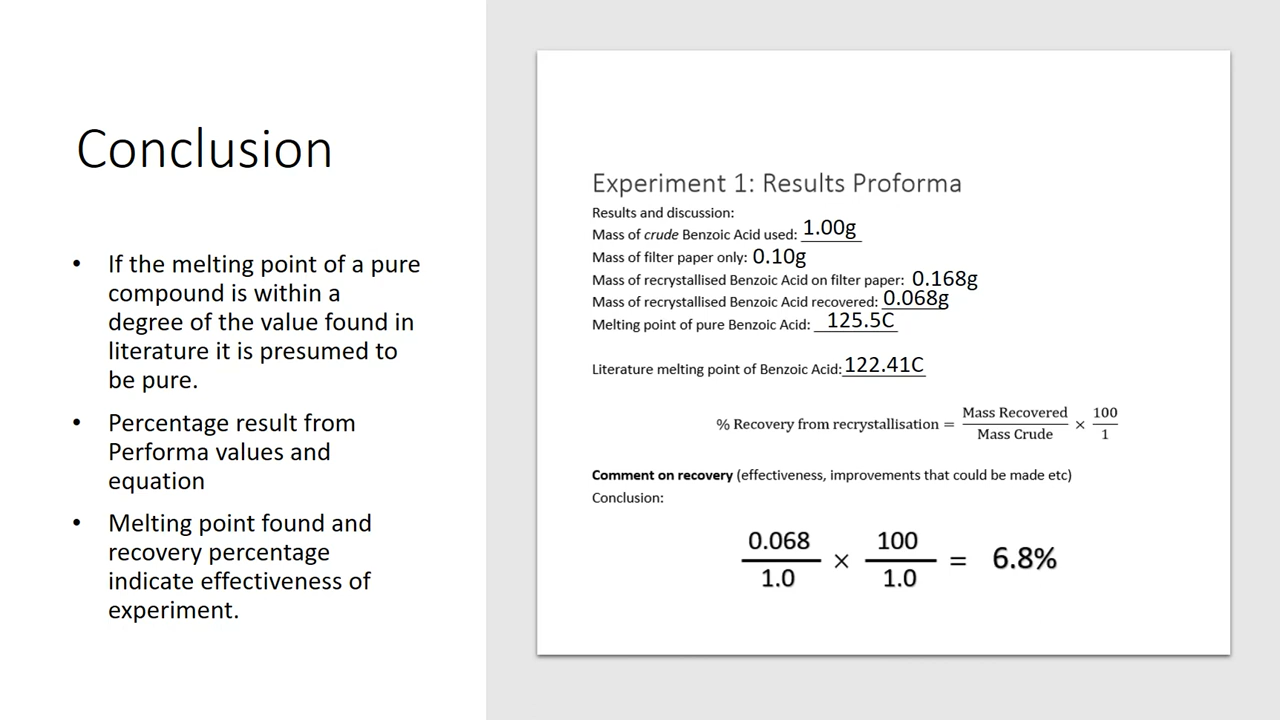 Conclusion
• If the melting point of a pure
compound is within a
degree of the value found in
literature it is presumed to
be pure.
• Percentage result from
Performa values and
equation
• Melting point found and
recovery percentage
indicate effectiveness of
experiment.
Experiment 1: Results Proforma
Results and discussion:
Mass of crude Benzoic Acid used: 1.00g
Mass of filter paper only: 0.10g
Mass of recrystallised Benzoic Acid on filter paper: 0.168g
Mass of recrystallised Benzoic Acid recovered: 0.068g
Melting point of pure Benzoic Acid: 125.5C
Literature melting point of Benzoic Acid: 122.41C
% Recovery from recrystallisation = Mass Recovered / Mass Crude × 100 / 1
Comment on recovery (effectiveness, improvements that could be made etc)
Conclusion:
0.068 / 1.0 × 100 / 1.0 = 6.8%